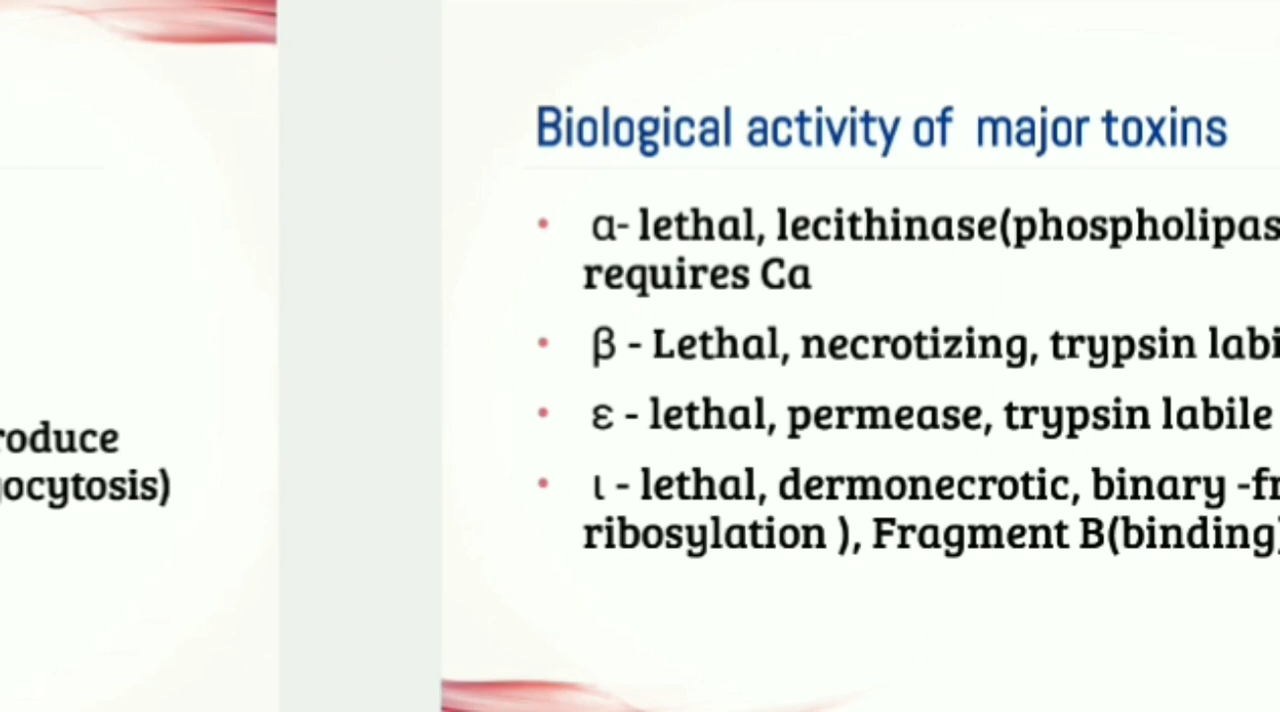 roduce
ocytosis)
Biological activity of major toxins
• α- lethal, lecithinase(phospholipas
requires Ca
• β - Lethal, necrotizing, trypsin labi
• ε - lethal, permease, trypsin labile
• ι - lethal, dermonecrotic, binary -fr
ribosylation ), Fragment B(binding)